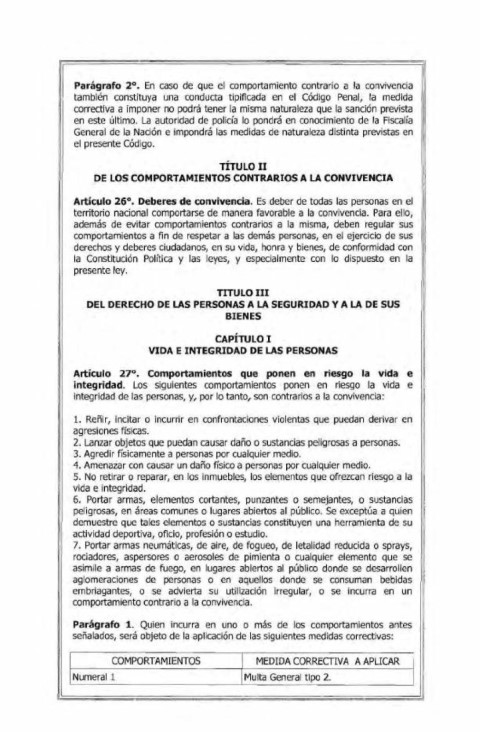 Parágrafo 2°. En caso de que el comportamiento contrario a la convivencia
también constituya una conducta tipificada en el Código Penal, la medida
correctiva a imponer no podrá tener la misma naturaleza que la sanción prevista
en este último. La autoridad de policía lo pondrá en conocimiento de la Fiscalía
General de la Nación e impondrá las medidas de naturaleza distinta previstas en
el presente Código.
TÍTULO II
DE LOS COMPORTAMIENTOS CONTRARIOS A LA CONVIVENCIA
Artículo 26°. Deberes de convivencia. Es deber de todas las personas en el
territorio nacional comportarse de manera favorable a la convivencia. Para ello,
además de evitar comportamientos contrarios a la misma, deben regular sus
comportamientos a fin de respetar a las demás personas, en el ejercicio de sus
derechos y deberes ciudadanos, en su vida, honra y bienes, de conformidad con
la Constitución Política y las leyes, y especialmente con lo dispuesto en la
presente ley.
TITULO III
DEL DERECHO DE LAS PERSONAS A LA SEGURIDAD Y A LA DE SUS
BIENES
CAPÍTULO I
VIDA E INTEGRIDAD DE LAS PERSONAS
Artículo 27°. Comportamientos que ponen en riesgo la vida e
integridad. Los siguientes comportamientos ponen en riesgo la vida e
integridad de las personas, y, por lo tanto, son contrarios a la convivencia:
1. Reñir, incitar o incurrir en confrontaciones violentas que puedan derivar en
agresiones físicas.
2. Lanzar objetos que puedan causar daño o sustancias peligrosas a personas.
3. Agredir físicamente a personas por cualquier medio.
4. Amenazar con causar un daño físico a personas por cualquier medio.
5. No retirar o reparar, en los inmuebles, los elementos que ofrezcan riesgo a la
vida e integridad.
6. Portar armas, elementos cortantes, punzantes o semejantes, o sustancias
peligrosas, en áreas comunes o lugares abiertos al público. Se exceptúa a quien
demuestre que tales elementos o sustancias constituyen una herramienta de su
actividad deportiva, oficio, profesión o estudio.
7. Portar armas neumáticas, de aire, de fogueo, de letalidad reducida o sprays,
rociadores, aspersores o aerosoles de pimienta o cualquier elemento que se
asimile a armas de fuego, en lugares abiertos al público donde se desarrollen
aglomeraciones de personas o en aquellos donde se consuman bebidas
embriagantes, o se advierta su utilización irregular, o se incurra en un
comportamiento contrario a la convivencia.
Parágrafo 1. Quien incurra en uno o más de los comportamientos antes
señalados, será objeto de la aplicación de las siguientes medidas correctivas:
COMPORTAMIENTOS MEDIDA CORRECTIVA A APLICAR
Numeral 1 Multa General tipo 2.